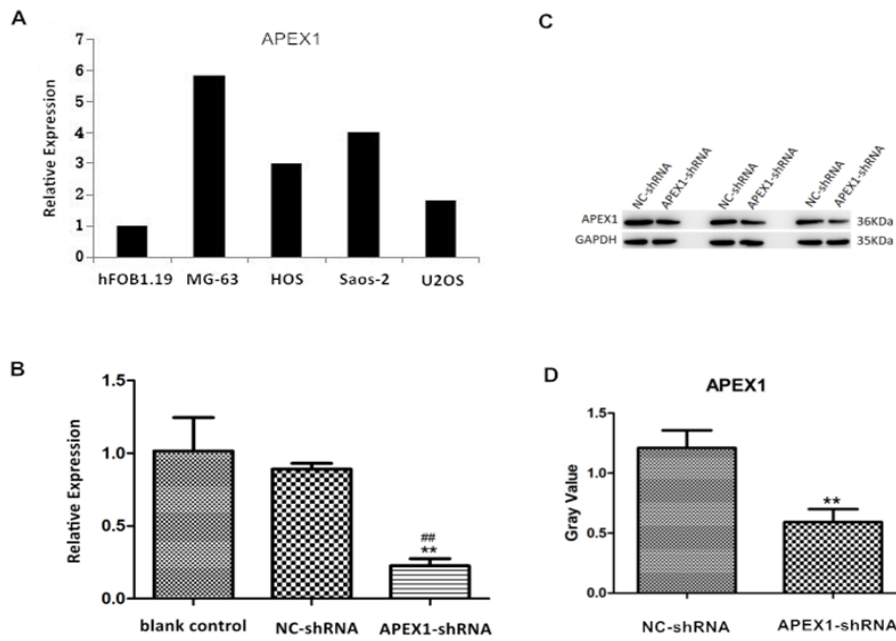 A
APEX1
Relative Expression
7
6
5
4
3
2
1
0
hFOB1.19 MG-63 HOS Saos-2 U2OS
C
NC-shRNA APEX1-shRNA NC-shRNA APEX1-shRNA NC-shRNA APEX1-shRNA
APEX1 36KDa
GAPDH 35KDa
B
Relative Expression
1.5
1.0
0.5
0.0
##
**
blank control NC-shRNA APEX1-shRNA
D
APEX1
Gray Value
1.5
1.0
0.5
0.0
**
NC-shRNA APEX1-shRNA